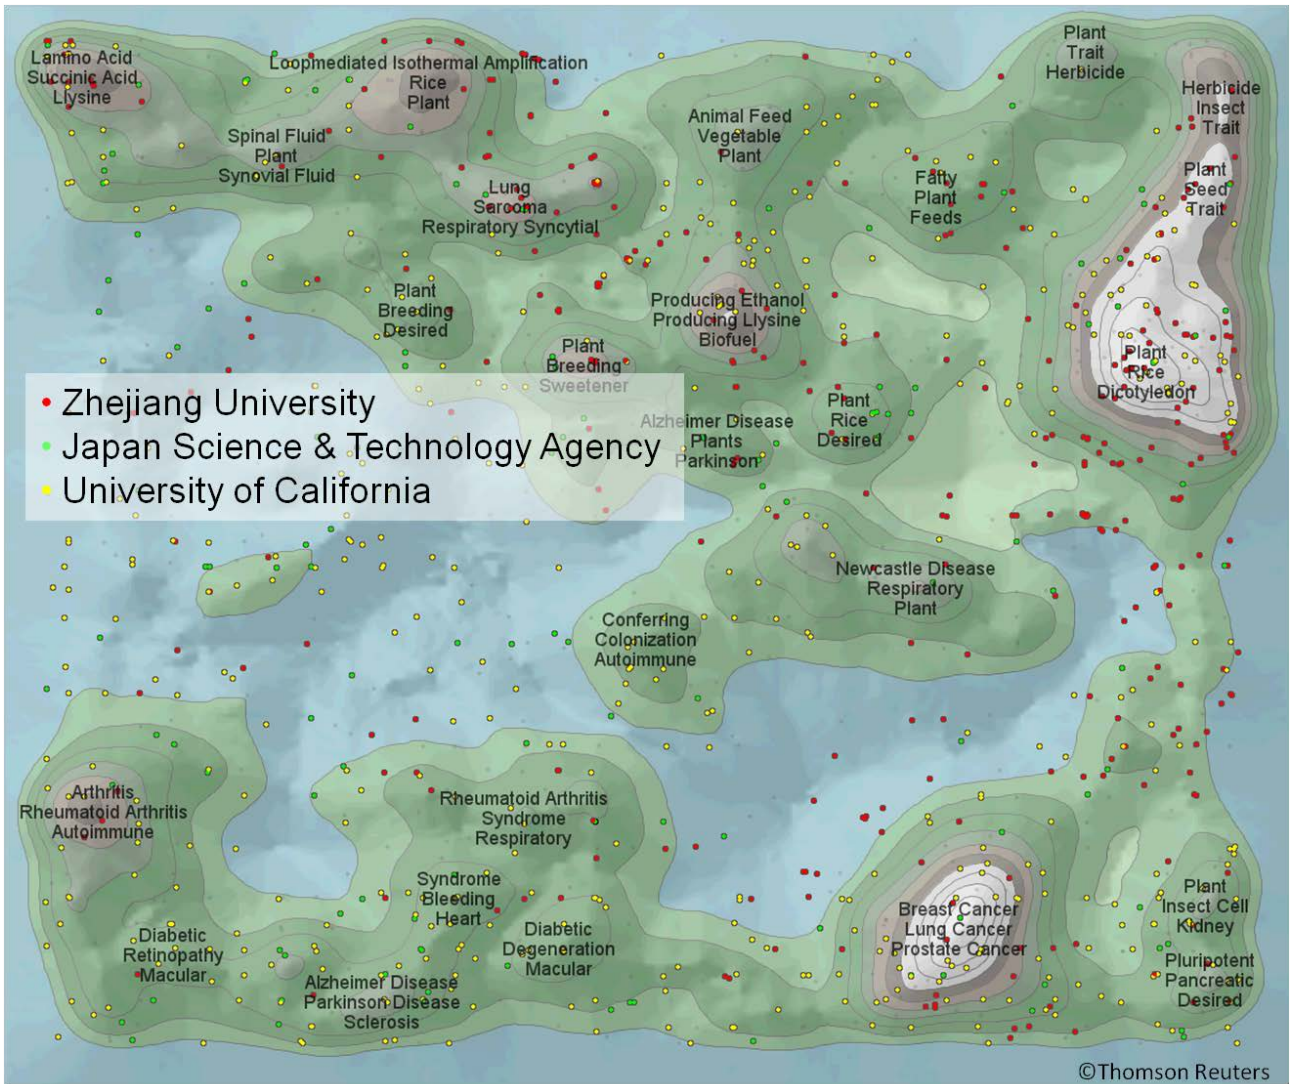 Lamino Acid
Succinic Acid
Llysine
Loopmediated Isothermal Amplification
Rice
Plant
Plant
Trait
Herbicide
Herbicide
Insect
Trait
Animal Feed
Vegetable
Plant
Spinal Fluid
Plant
Synovial Fluid
Lung
Sarcoma
Respiratory Syncytial
Fatty
Plant
Feeds
Plant
Seed
Trait
Plant
Breeding
Desired
Producing Ethanol
Producing Llysine
Biofuel
Plant
Breeding
Sweetener
Plant
Rice
Dicotyledon
• Zhejiang University
• Japan Science & Technology Agency
• University of California
Alzheimer Disease
Plants
Parkinson
Plant
Rice
Desired
Newcastle Disease
Respiratory
Plant
Conferring
Colonization
Autoimmune
Arthritis
Rheumatoid Arthritis
Autoimmune
Rheumatoid Arthritis
Syndrome
Respiratory
Syndrome
Bleeding
Heart
Diabetic
Retinopathy
Macular
Diabetic
Degeneration
Macular
Alzheimer Disease
Parkinson Disease
Sclerosis
Breast Cancer
Lung Cancer
Prostate Cancer
Plant
Insect Cell
Kidney
Pluripotent
Pancreatic
Desired
©Thomson Reuters